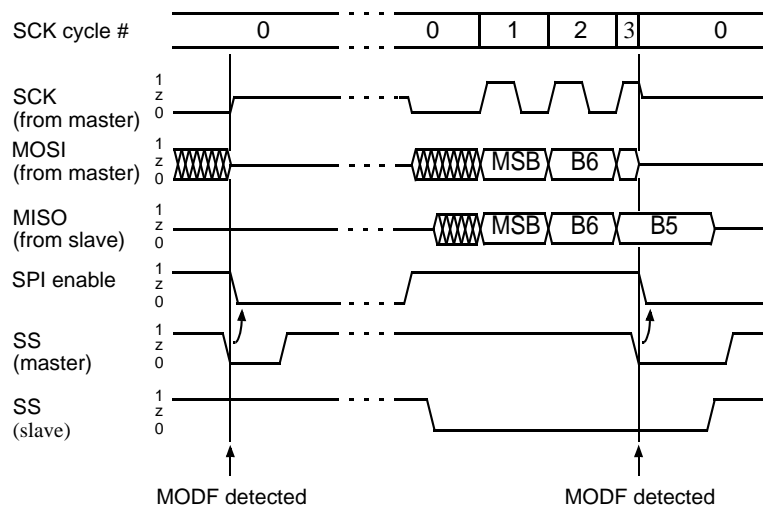 SCK cycle # 0 0 1 2 3 0
SCK
(from master)
1
z
0
MOSI
(from master)
1
z
0
MSB B6
MISO
(from slave)
1
z
0
MSB B6 B5
SPI enable
1
z
0
SS
(master)
1
z
0
SS
(slave)
1
z
0
MODF detected MODF detected